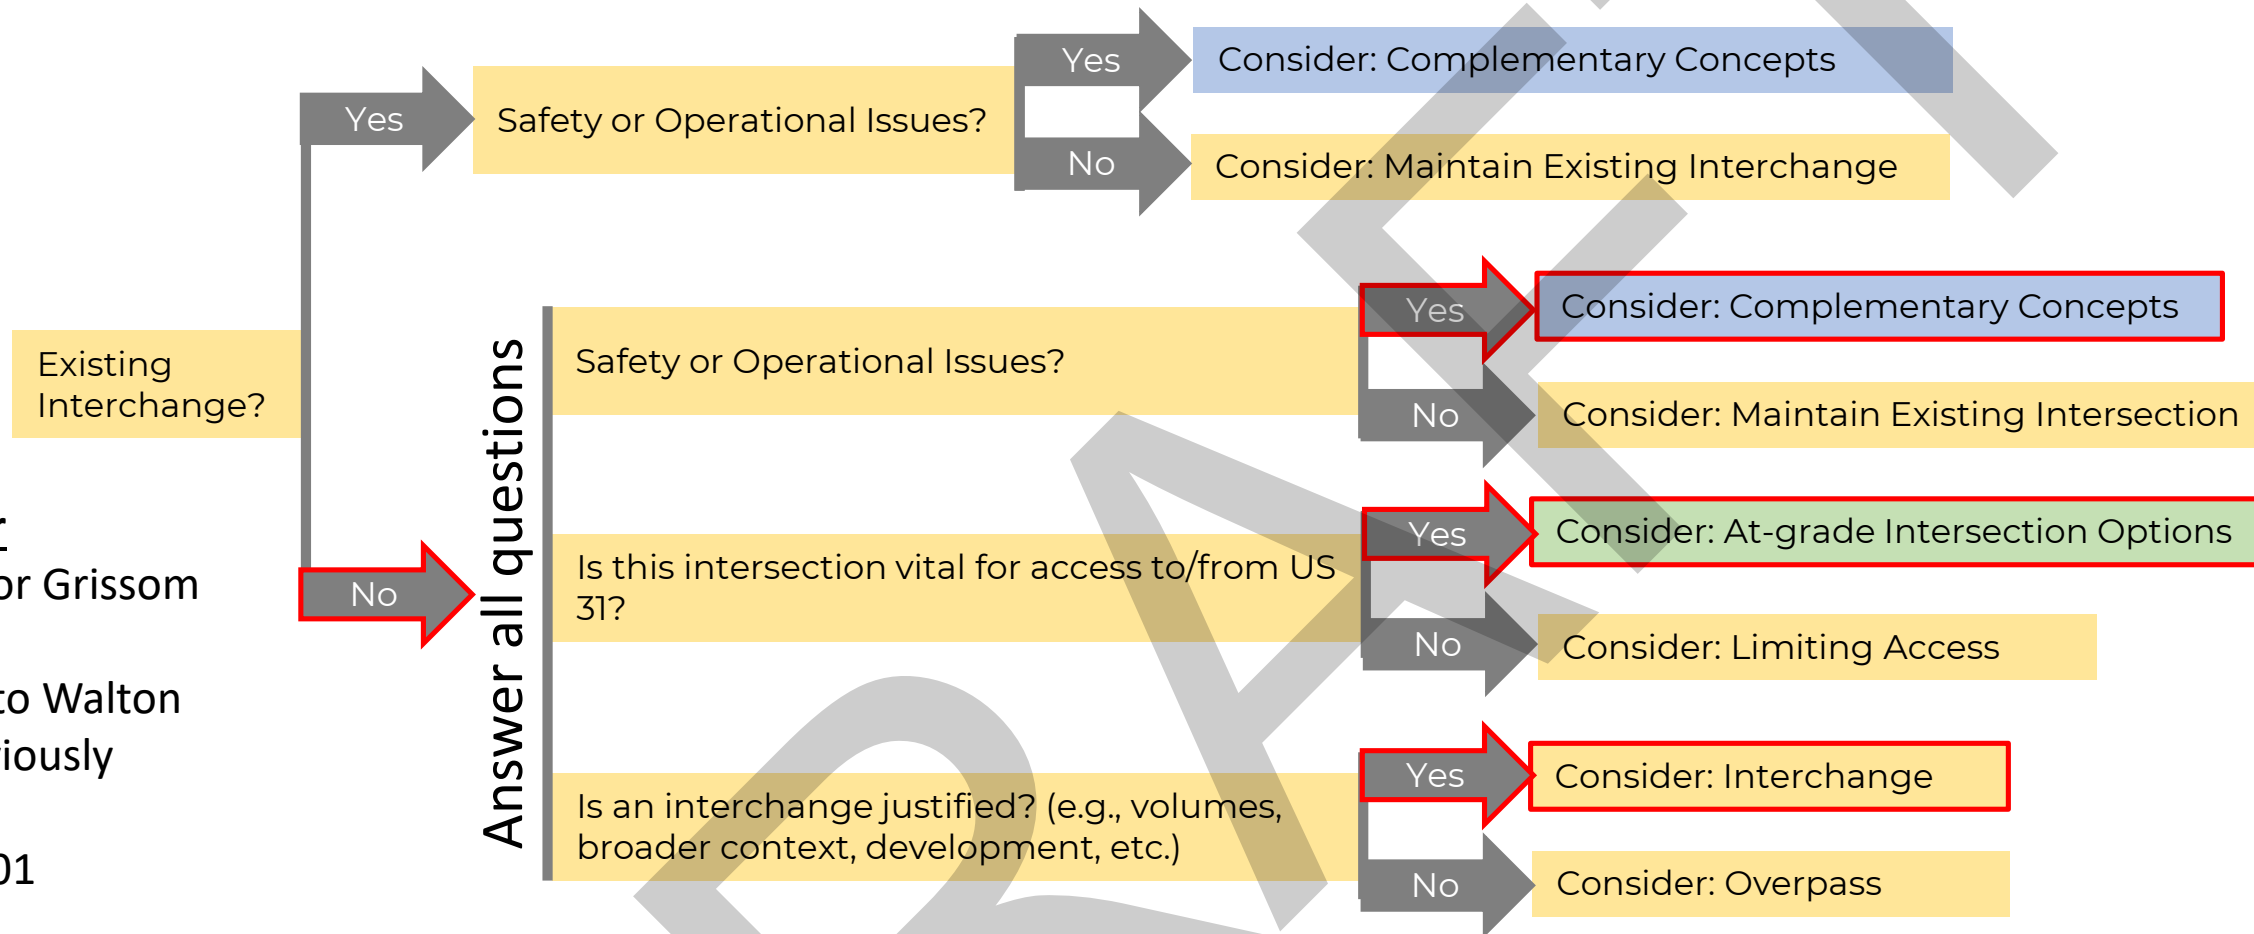 Existing
Interchange?
Yes
Safety or Operational Issues?
Yes
Consider: Complementary Concepts
No
Consider: Maintain Existing Interchange
No
Answer all questions
Safety or Operational Issues?
Yes
Consider: Complementary Concepts
No
Consider: Maintain Existing Intersection
Is this intersection vital for access to/from US
31?
Yes
Consider: At-grade Intersection Options
No
Consider: Limiting Access
Is an interchange justified? (e.g., volumes,
broader context, development, etc.)
Yes
Consider: Interchange
No
Consider: Overpass
or Grissom
to Walton
01